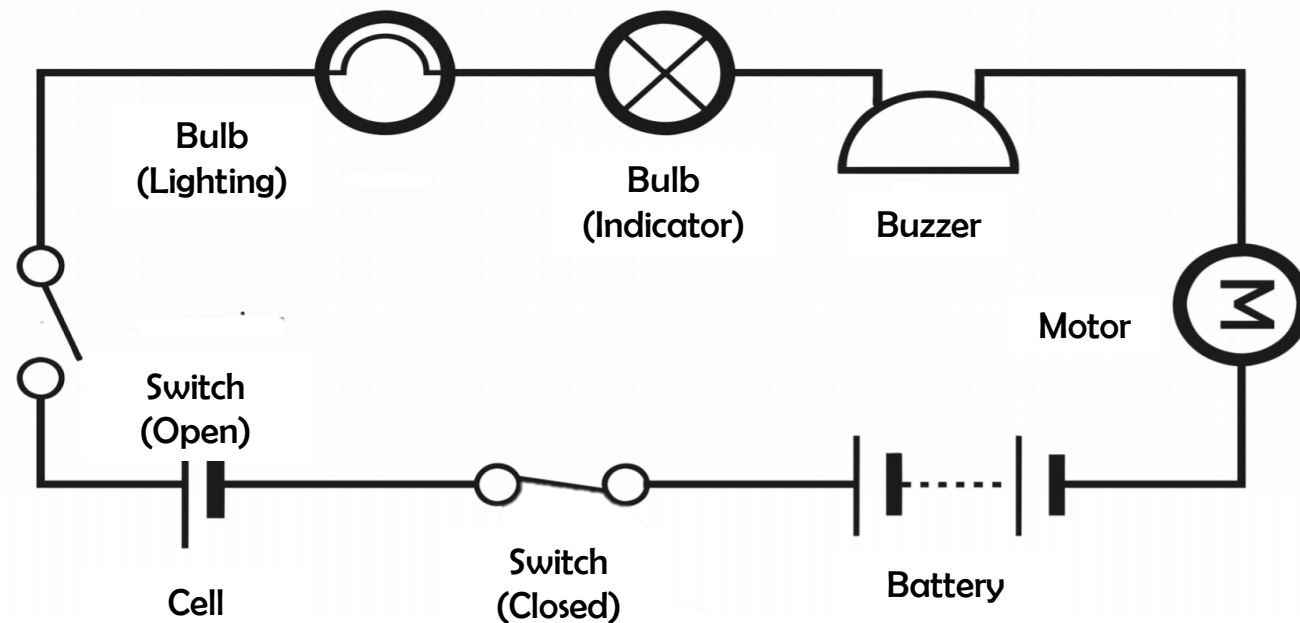 Bulb
(Lighting)
Bulb
(Indicator)
Buzzer
M
Motor
Switch
(Open)
Cell
Switch
(Closed)
Battery